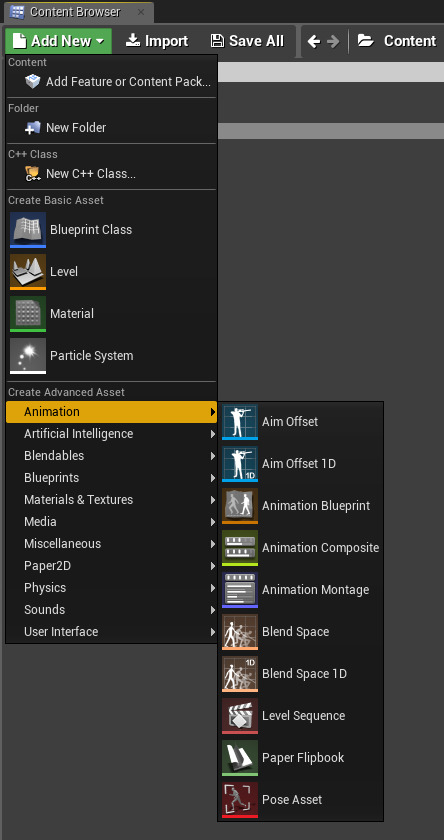 Content Browser
Add New
Import
Save All
Content
Content
Add Feature or Content Pack...
Folder
New Folder
C++ Class
C++
New C++ Class...
Create Basic Asset
Blueprint Class
Level
Material
Particle System
Create Advanced Asset
Animation
Artificial Intelligence
Blendables
Blueprints
Materials & Textures
Media
Miscellaneous
Paper2D
Physics
Sounds
User Interface
Aim Offset
1D
Aim Offset 1D
Animation Blueprint
Animation Composite
Animation Montage
Blend Space
1D
Blend Space 1D
Level Sequence
Paper Flipbook
Pose Asset